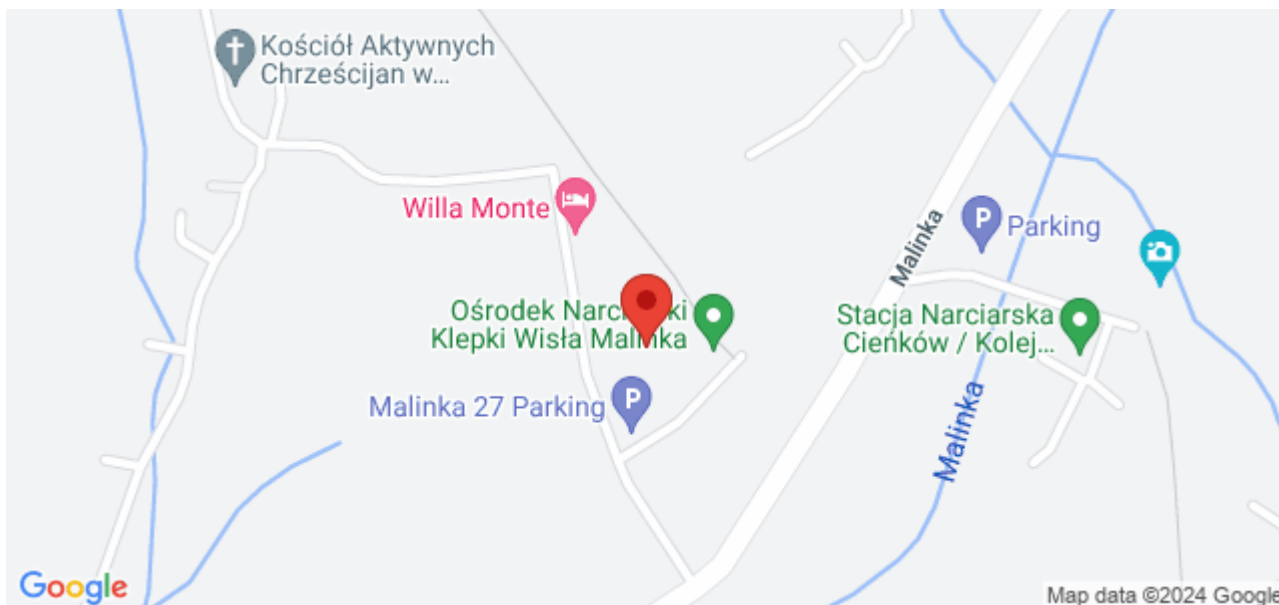 Kościół Aktywnych
Chrześcijan w...
Willa Monte
Malinka
Parking
Ośrodek
Klepki Wisła Malinka
Stacja Narciarska
Cieńków / Kolej...
Malinka 27 Parking
Malinka
Google
Map data ©2024 Google